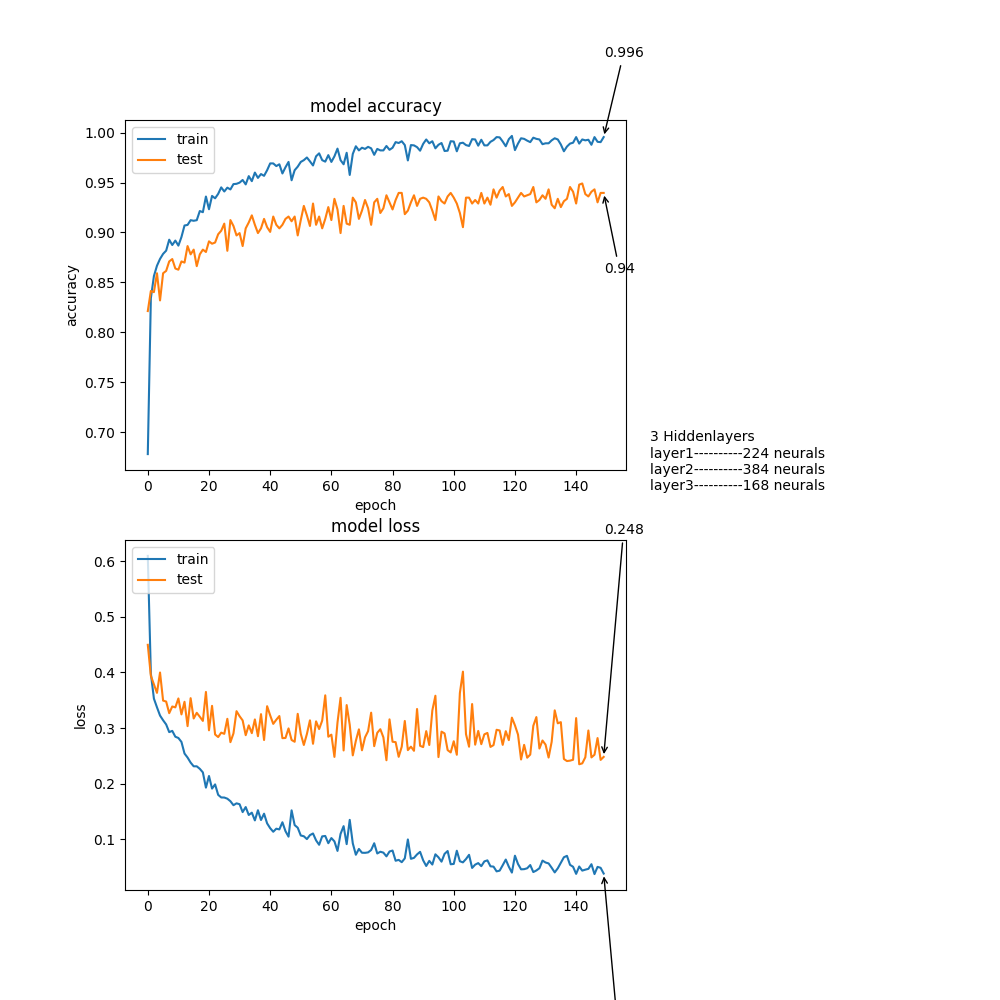 0.996
model accuracy
train
test
1.00
0.95
0.90
0.85
0.80
0.75
0.70
accuracy
0.94
0 20 40 60 80 100 120 140
epoch
3 Hiddenlayers
layer1----------224 neurals
layer2----------384 neurals
layer3----------168 neurals
model loss
0.248
train
test
0.6
0.5
0.4
0.3
0.2
0.1
loss
0 20 40 60 80 100 120 140
epoch